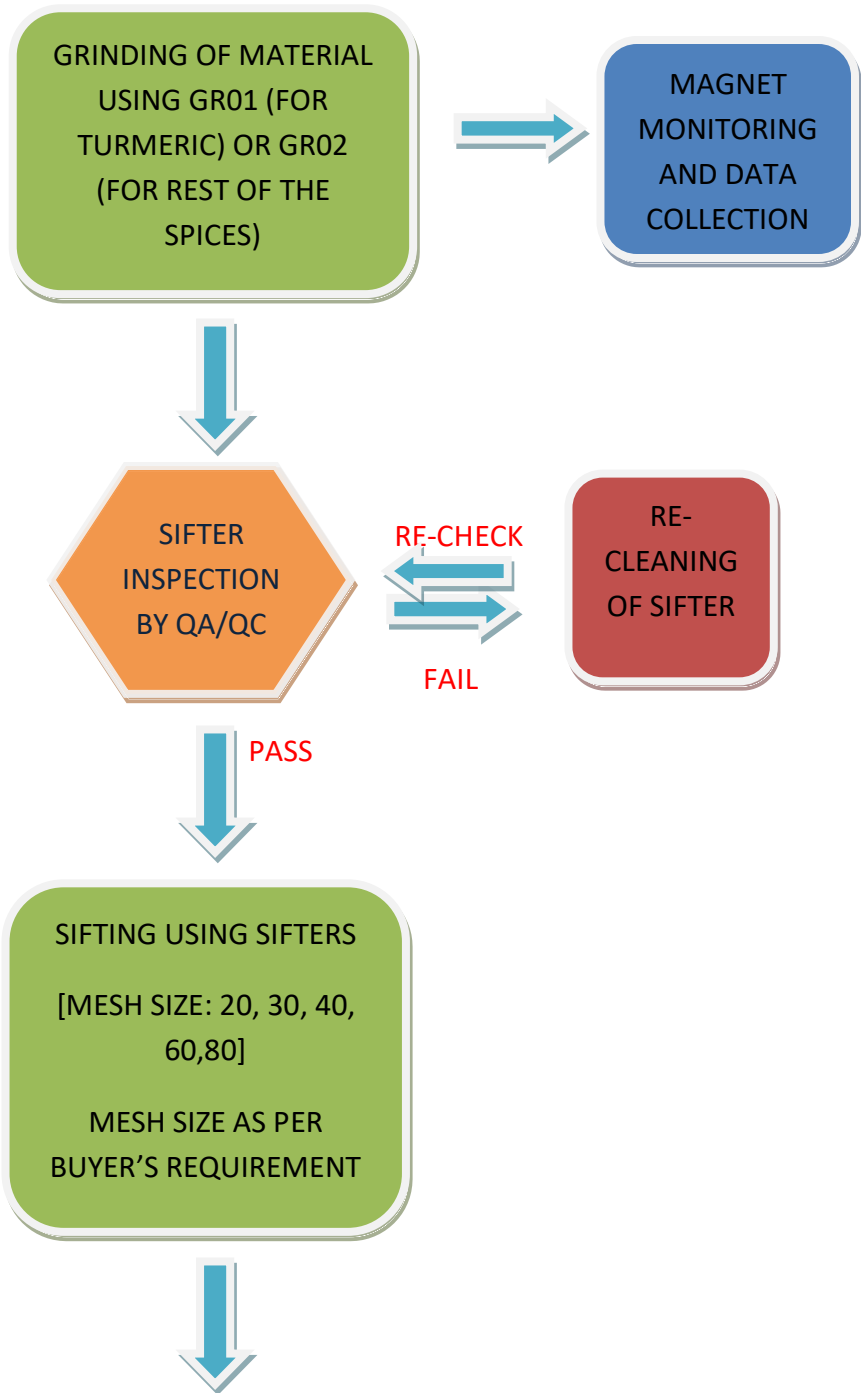 GRINDING OF MATERIAL
USING GR01 (FOR
TURMERIC) OR GR02
(FOR REST OF THE
SPICES)
MAGNET
MONITORING
AND DATA
COLLECTION
SIFTER
INSPECTION
BY QA/QC
RE-CHECK
FAIL
RE-
CLEANING
OF SIFTER
PASS
SIFTING USING SIFTERS
[MESH SIZE: 20, 30, 40,
60,80]
MESH SIZE AS PER
BUYER’S REQUIREMENT